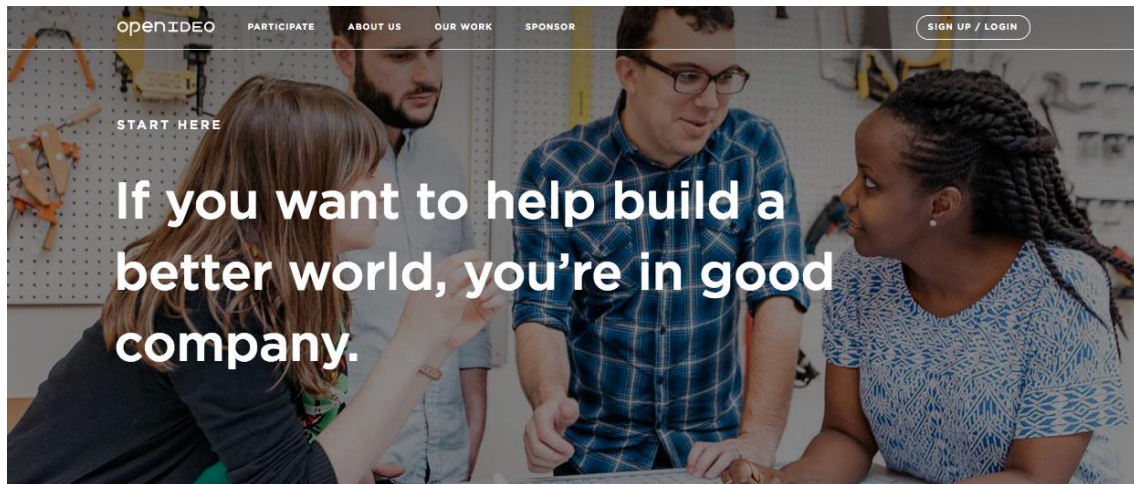 openIDEO
PARTICIPATE
ABOUT US
OUR WORK
SPONSOR
SIGN UP / LOGIN
START HERE
If you want to help build a
better world, you’re in good
company.